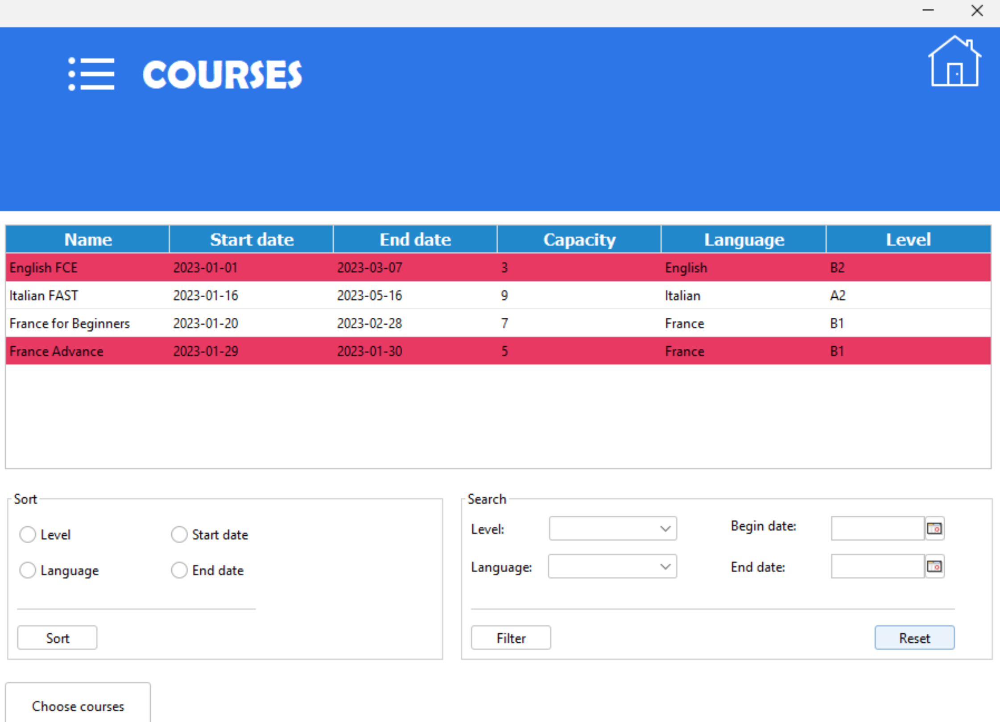 COURSES
Name Start date End date Capacity Language Level
English FCE 2023-01-01 2023-03-07 3 English B2
Italian FAST 2023-01-16 2023-05-16 9 Italian A2
France for Beginners 2023-01-20 2023-02-28 7 France B1
France Advance 2023-01-29 2023-01-30 5 France B1
Sort
Level Start date
Language End date
Sort
Search
Level: Begin date:
Language: End date:
Filter Reset
Choose courses